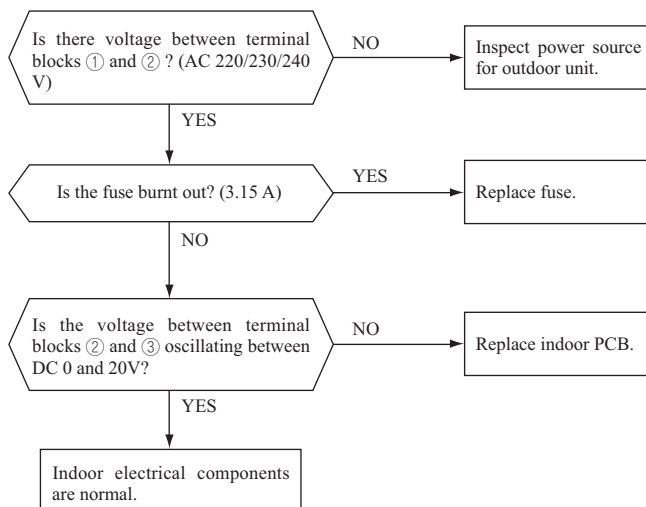 Is there voltage between terminal
blocks ① and ② ? (AC 220/230/240
V)
NO
Inspect power source
for outdoor unit.
YES
Is the fuse burnt out? (3.15 A)
YES
Replace fuse.
NO
Is the voltage between terminal
blocks ② and ③ oscillating between
DC 0 and 20V?
NO
Replace indoor PCB.
YES
Indoor electrical components
are normal.